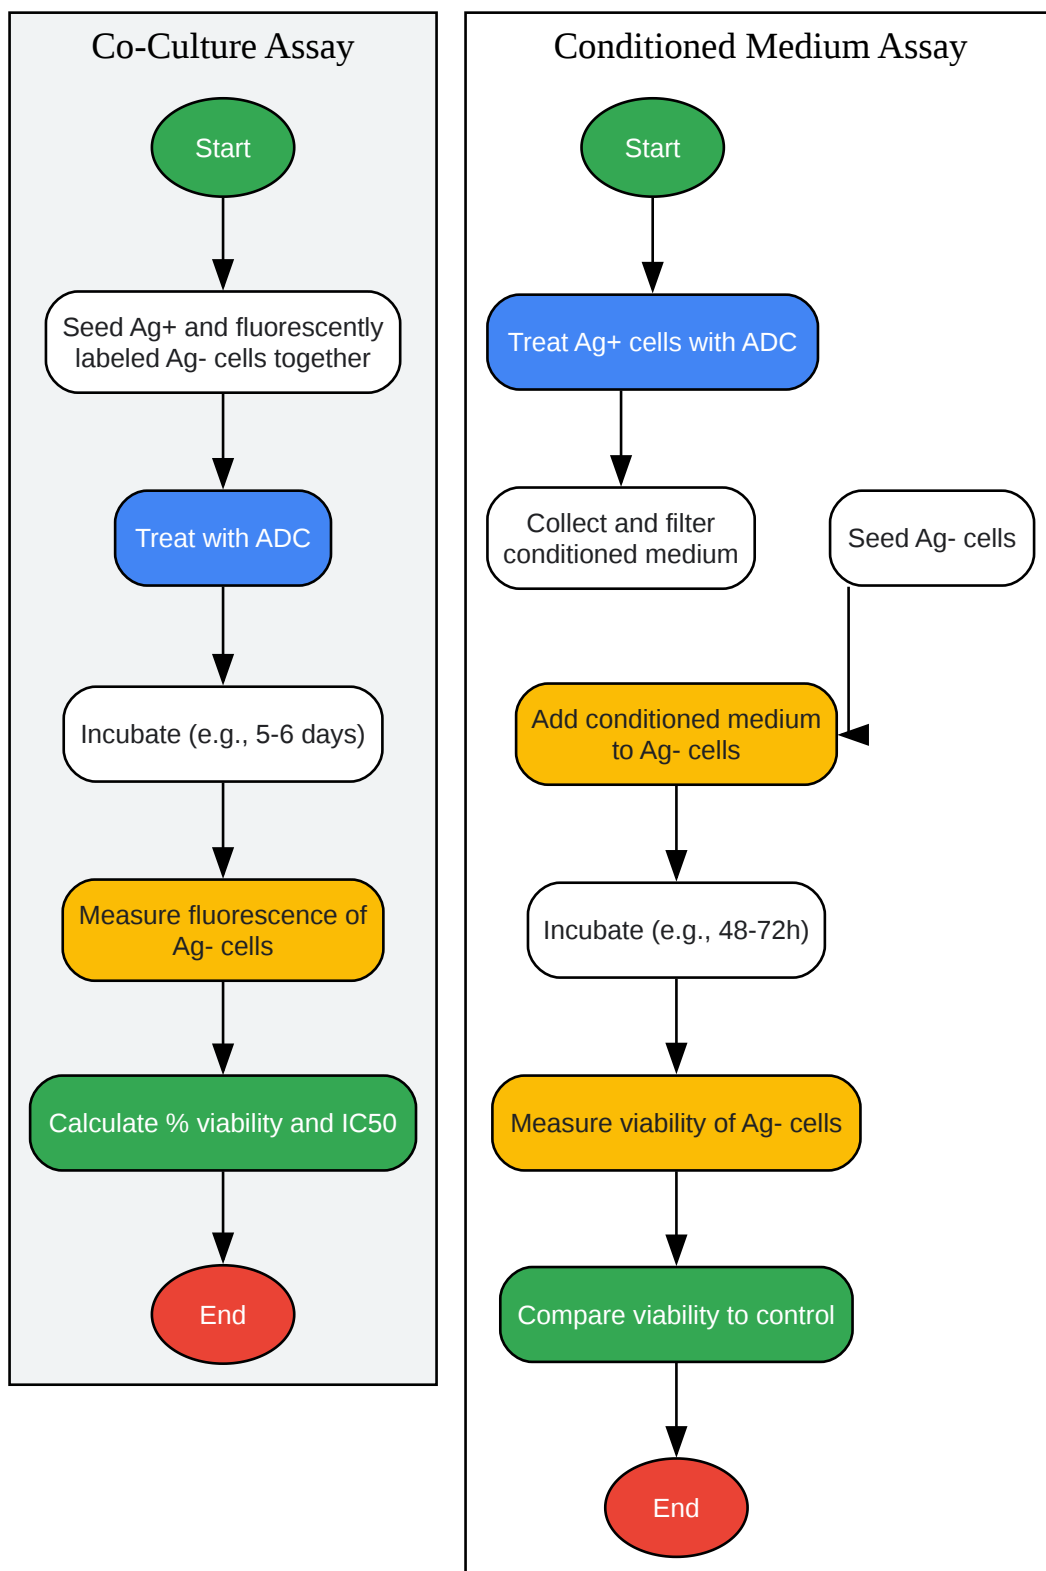 Co-Culture Assay
Start
Seed Ag+ and fluorescently
labeled Ag- cells together
Treat with ADC
Incubate (e.g., 5-6 days)
Measure fluorescence of
Ag- cells
Calculate % viability and IC50
End
Conditioned Medium Assay
Start
Treat Ag+ cells with ADC
Collect and filter
conditioned medium
Seed Ag- cells
Add conditioned medium
to Ag- cells
Incubate (e.g., 48-72h)
Measure viability of Ag- cells
Compare viability to control
End